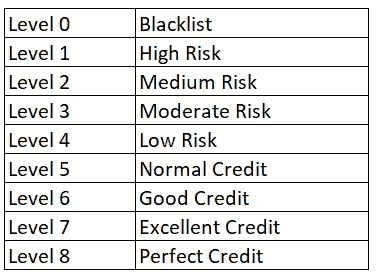 Level 0 Blacklist
Level 1 High Risk
Level 2 Medium Risk
Level 3 Moderate Risk
Level 4 Low Risk
Level 5 Normal Credit
Level 6 Good Credit
Level 7 Excellent Credit
Level 8 Perfect Credit